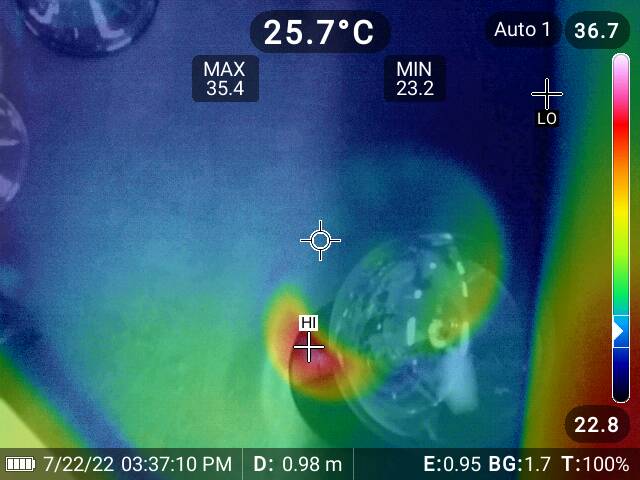 25.7°C
Auto 1 36.7
MAX
35.4
MIN
23.2
LO
HI
22.8
7/22/22 03:37:10 PM D: 0.98 m E:0.95 BG:1.7 T:100%